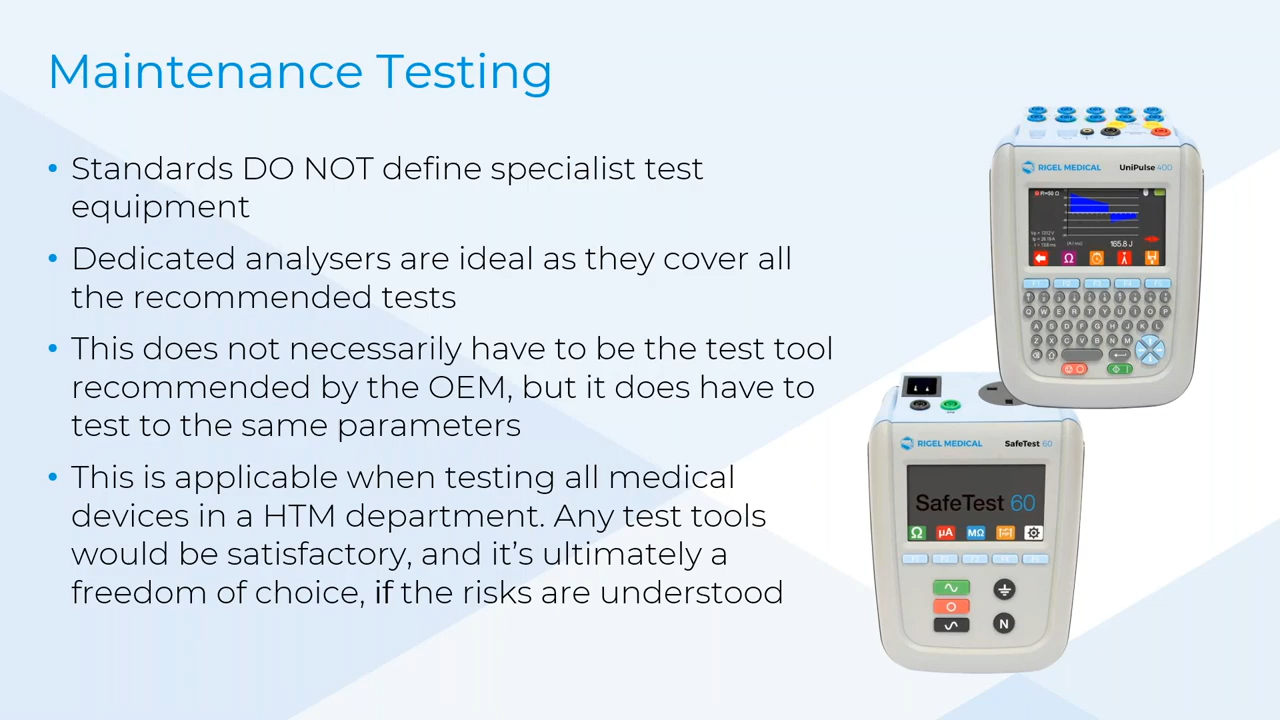 Maintenance Testing
• Standards DO NOT define specialist test
equipment
• Dedicated analysers are ideal as they cover all
the recommended tests
• This does not necessarily have to be the test tool
recommended by the OEM, but it does have to
test to the same parameters
• This is applicable when testing all medical
devices in a HTM department. Any test tools
would be satisfactory, and it’s ultimately a
freedom of choice, if the risks are understood
RIGEL MEDICAL UniPulse 400
165.8 J
Q W E R T Y U I O P
A S D F G H J K L
Z X C V B N M
RIGEL MEDICAL SafeTest 60
SafeTest 60
Ω µA MΩ
N